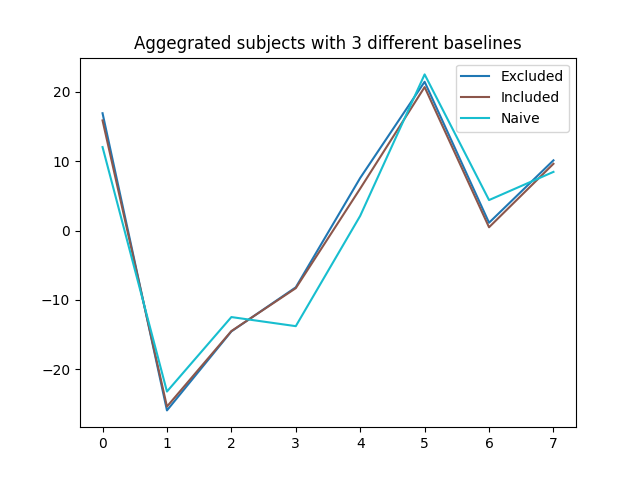 Aggegrated subjects with 3 different baselines
Excluded
Included
Naive
20
10
0
−10
−20
0 1 2 3 4 5 6 7